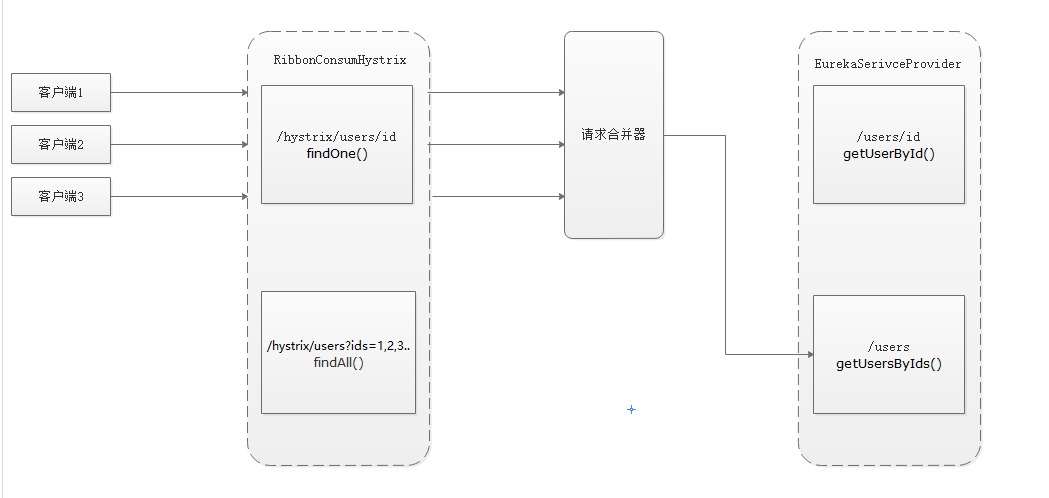 客户端1
客户端2
客户端3
RibbonConsumHystrix
/hystrix/users/id
findOne()
/hystrix/users?ids=1,2,3..
findAll()
请求合并器
EurekaSerivceProvider
/users/id
getUserById()
/users
getUsersByIds()